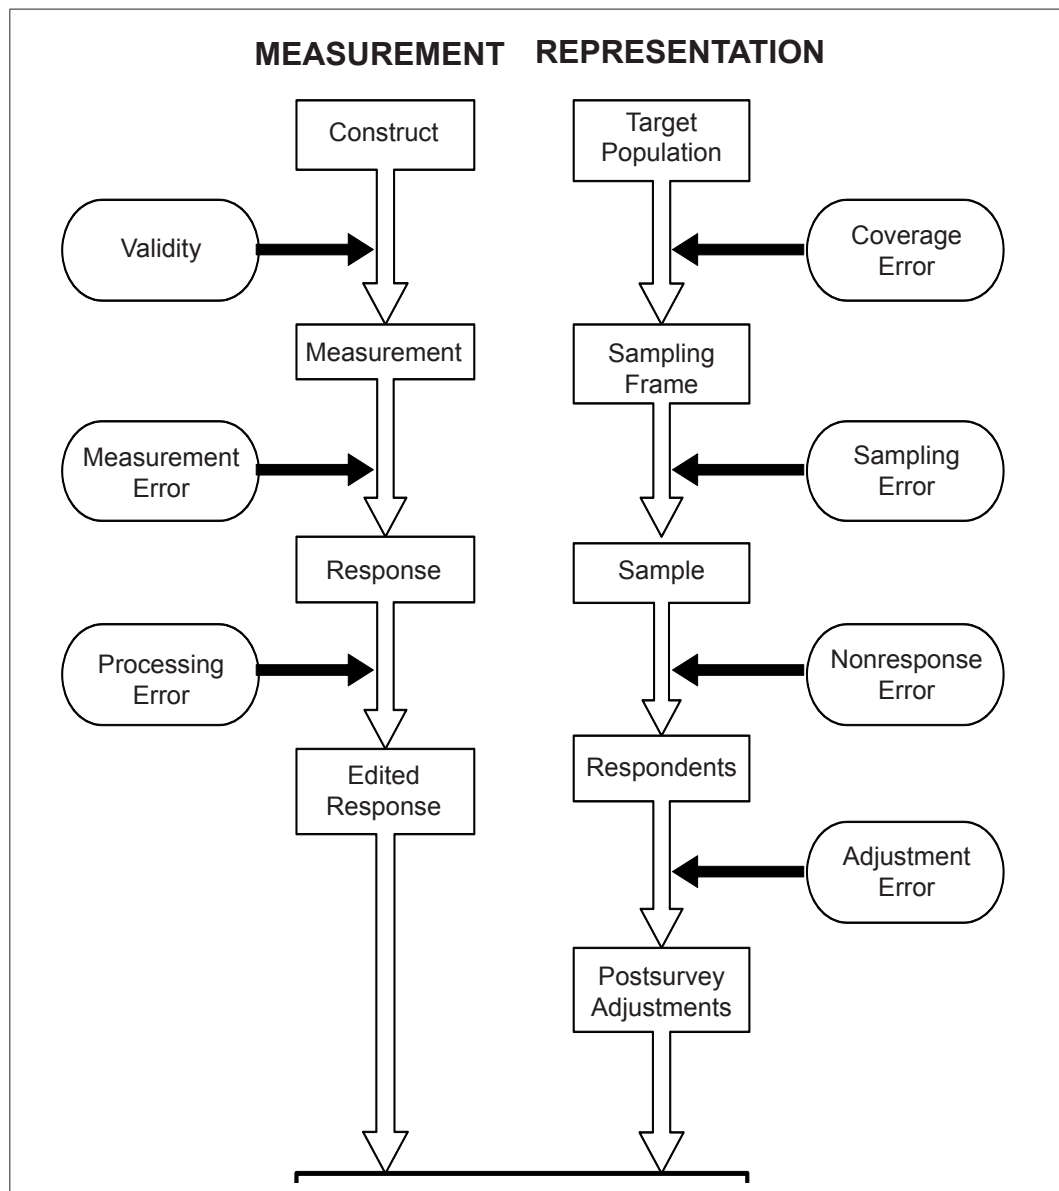 MEASUREMENT REPRESENTATION
Construct
Target
Population
Validity
Coverage
Error
Measurement
Sampling
Frame
Measurement
Error
Sampling
Error
Response
Sample
Processing
Error
Nonresponse
Error
Edited
Response
Respondents
Adjustment
Error
Postsurvey
Adjustments